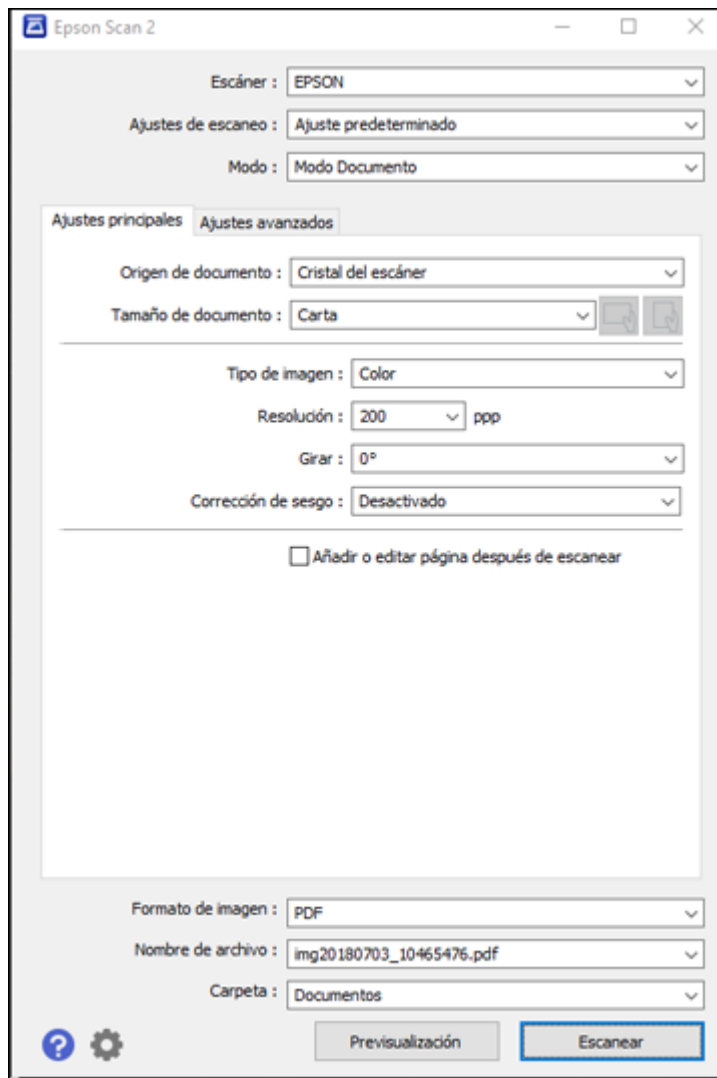 Epson Scan 2
Escáner : EPSON
Ajustes de escaneo : Ajuste predeterminado
Modo : Modo Documento
Ajustes principales Ajustes avanzados
Origen de documento : Cristal del escáner
Tamaño de documento : Carta
Tipo de imagen : Color
Resolución : 200 ppp
Girar : 0°
Corrección de sesgo : Desactivado
Añadir o editar página después de escanear
Formato de imagen : PDF
Nombre de archivo : img20180703_10465476.pdf
Carpeta : Documentos
? Previsualización Escanear